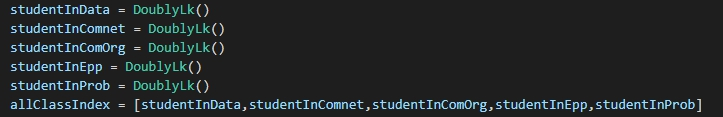 studentInData = DoublyLk()
studentInComnet = DoublyLk()
studentInComOrg = DoublyLk()
studentInEpp = DoublyLk()
studentInProb = DoublyLk()
allClassIndex = [studentInData,studentInComnet,studentInComOrg,studentInEpp,studentInProb]